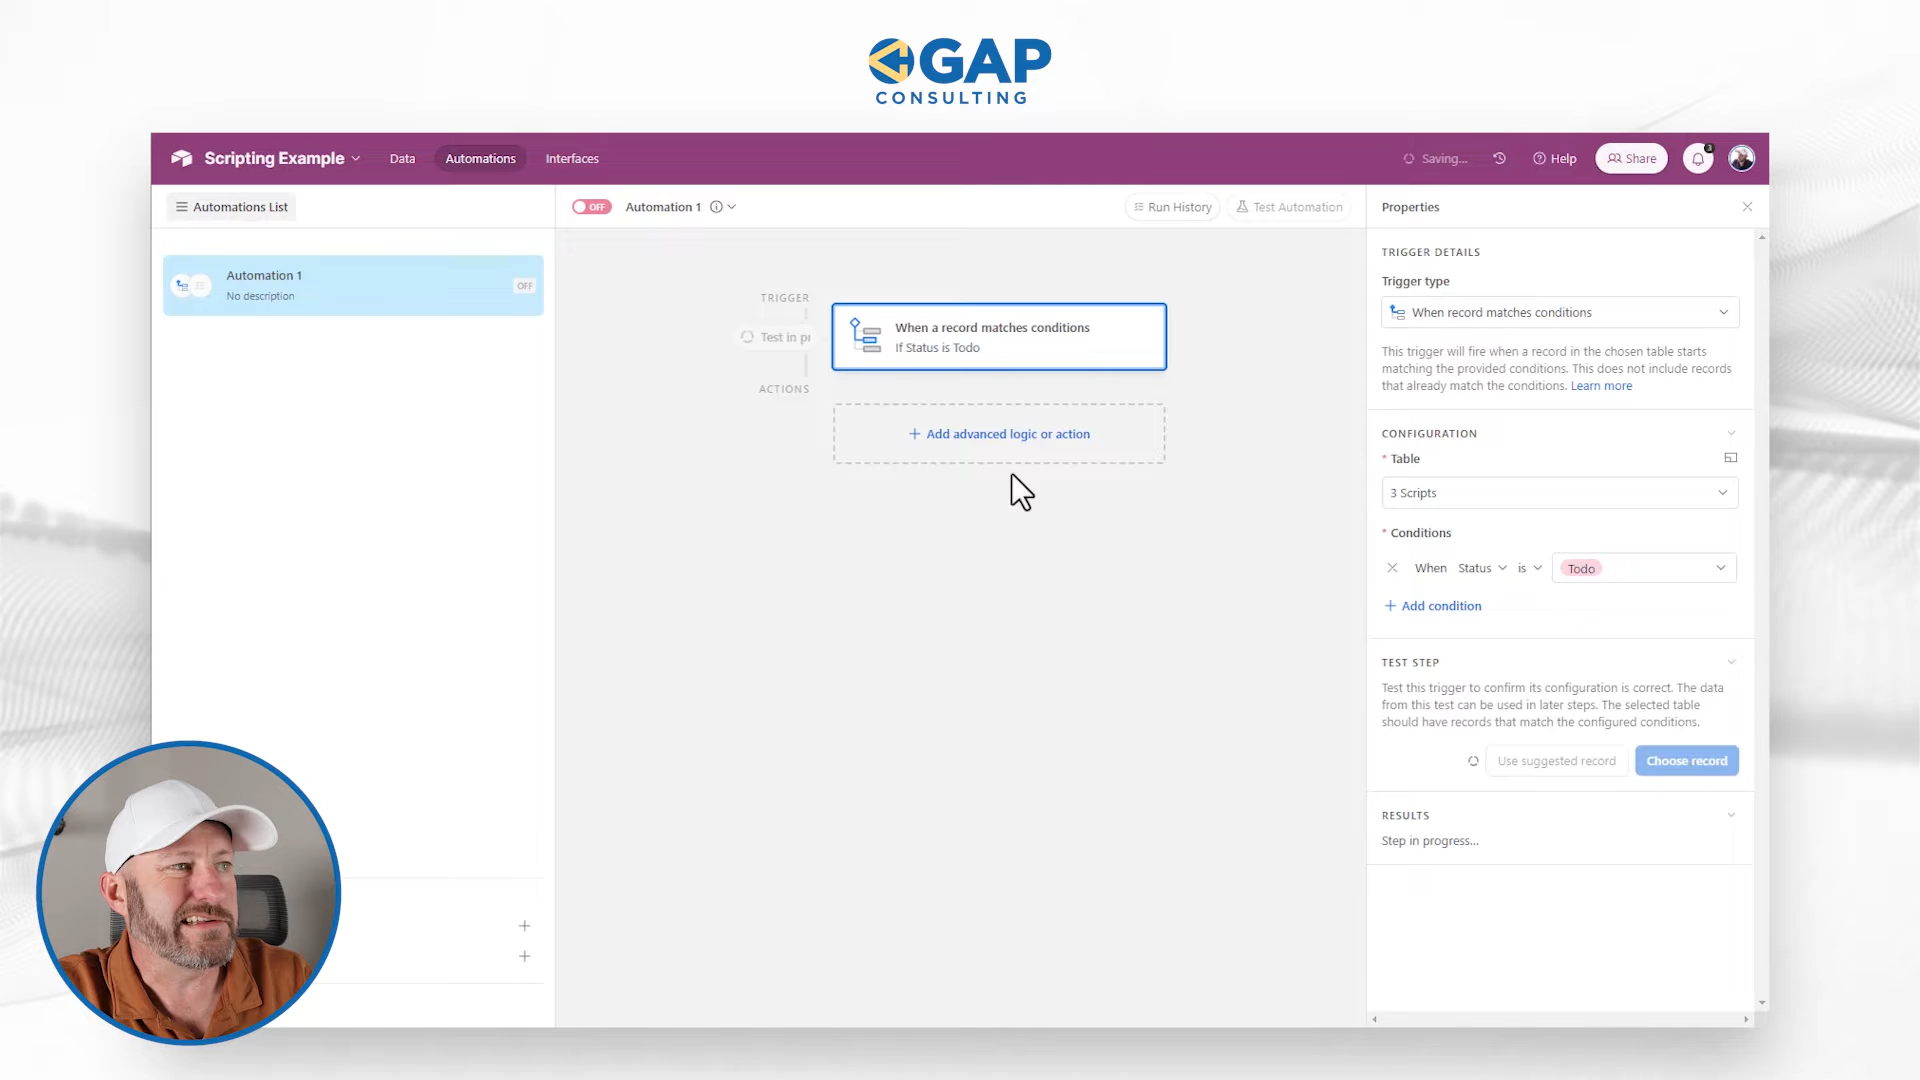 GAP
CONSULTING
Scripting Example
Data
Automations
Interfaces
Saving...
Help
Share
3
Automations List
OFF
Automation 1
Run History
Test Automation
Properties
Automation 1
No description
OFF
TRIGGER
Test in pr
ACTIONS
When a record matches conditions
If Status is Todo
+ Add advanced logic or action
TRIGGER DETAILS
Trigger type
When record matches conditions
This trigger will fire when a record in the chosen table starts
matching the provided conditions. This does not include records
that already match the conditions. Learn more
CONFIGURATION
* Table
3 Scripts
* Conditions
When Status is Todo
+ Add condition
TEST STEP
Test this trigger to confirm its configuration is correct. The data
from this test can be used in later steps. The selected table
should have records that match the configured conditions.
Use suggested record
Choose record
RESULTS
Step in progress...